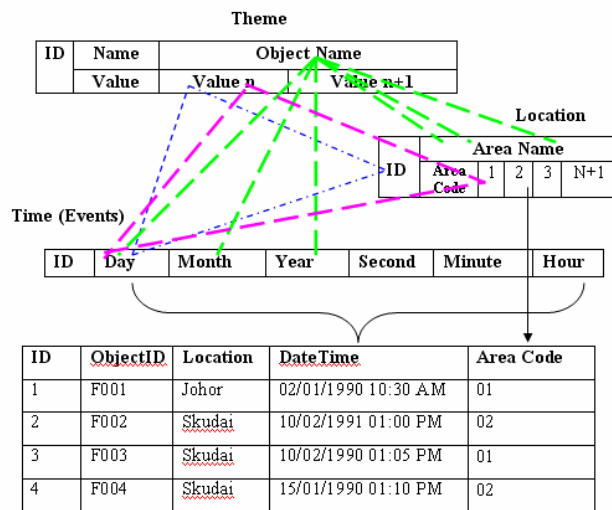 Theme
ID Name Object Name
Value Value n Value n+1
Location
Area Name
ID Area Code 1 2 3 N+1
Time (Events)
ID Day Month Year Second Minute Hour
ID ObjectID Location DateTime Area Code
1 F001 Johor 02/01/1990 10:30 AM 01
2 F002 Skudai 10/02/1991 01:00 PM 02
3 F003 Skudai 10/02/1990 01:05 PM 01
4 F004 Skudai 15/01/1990 01:10 PM 02